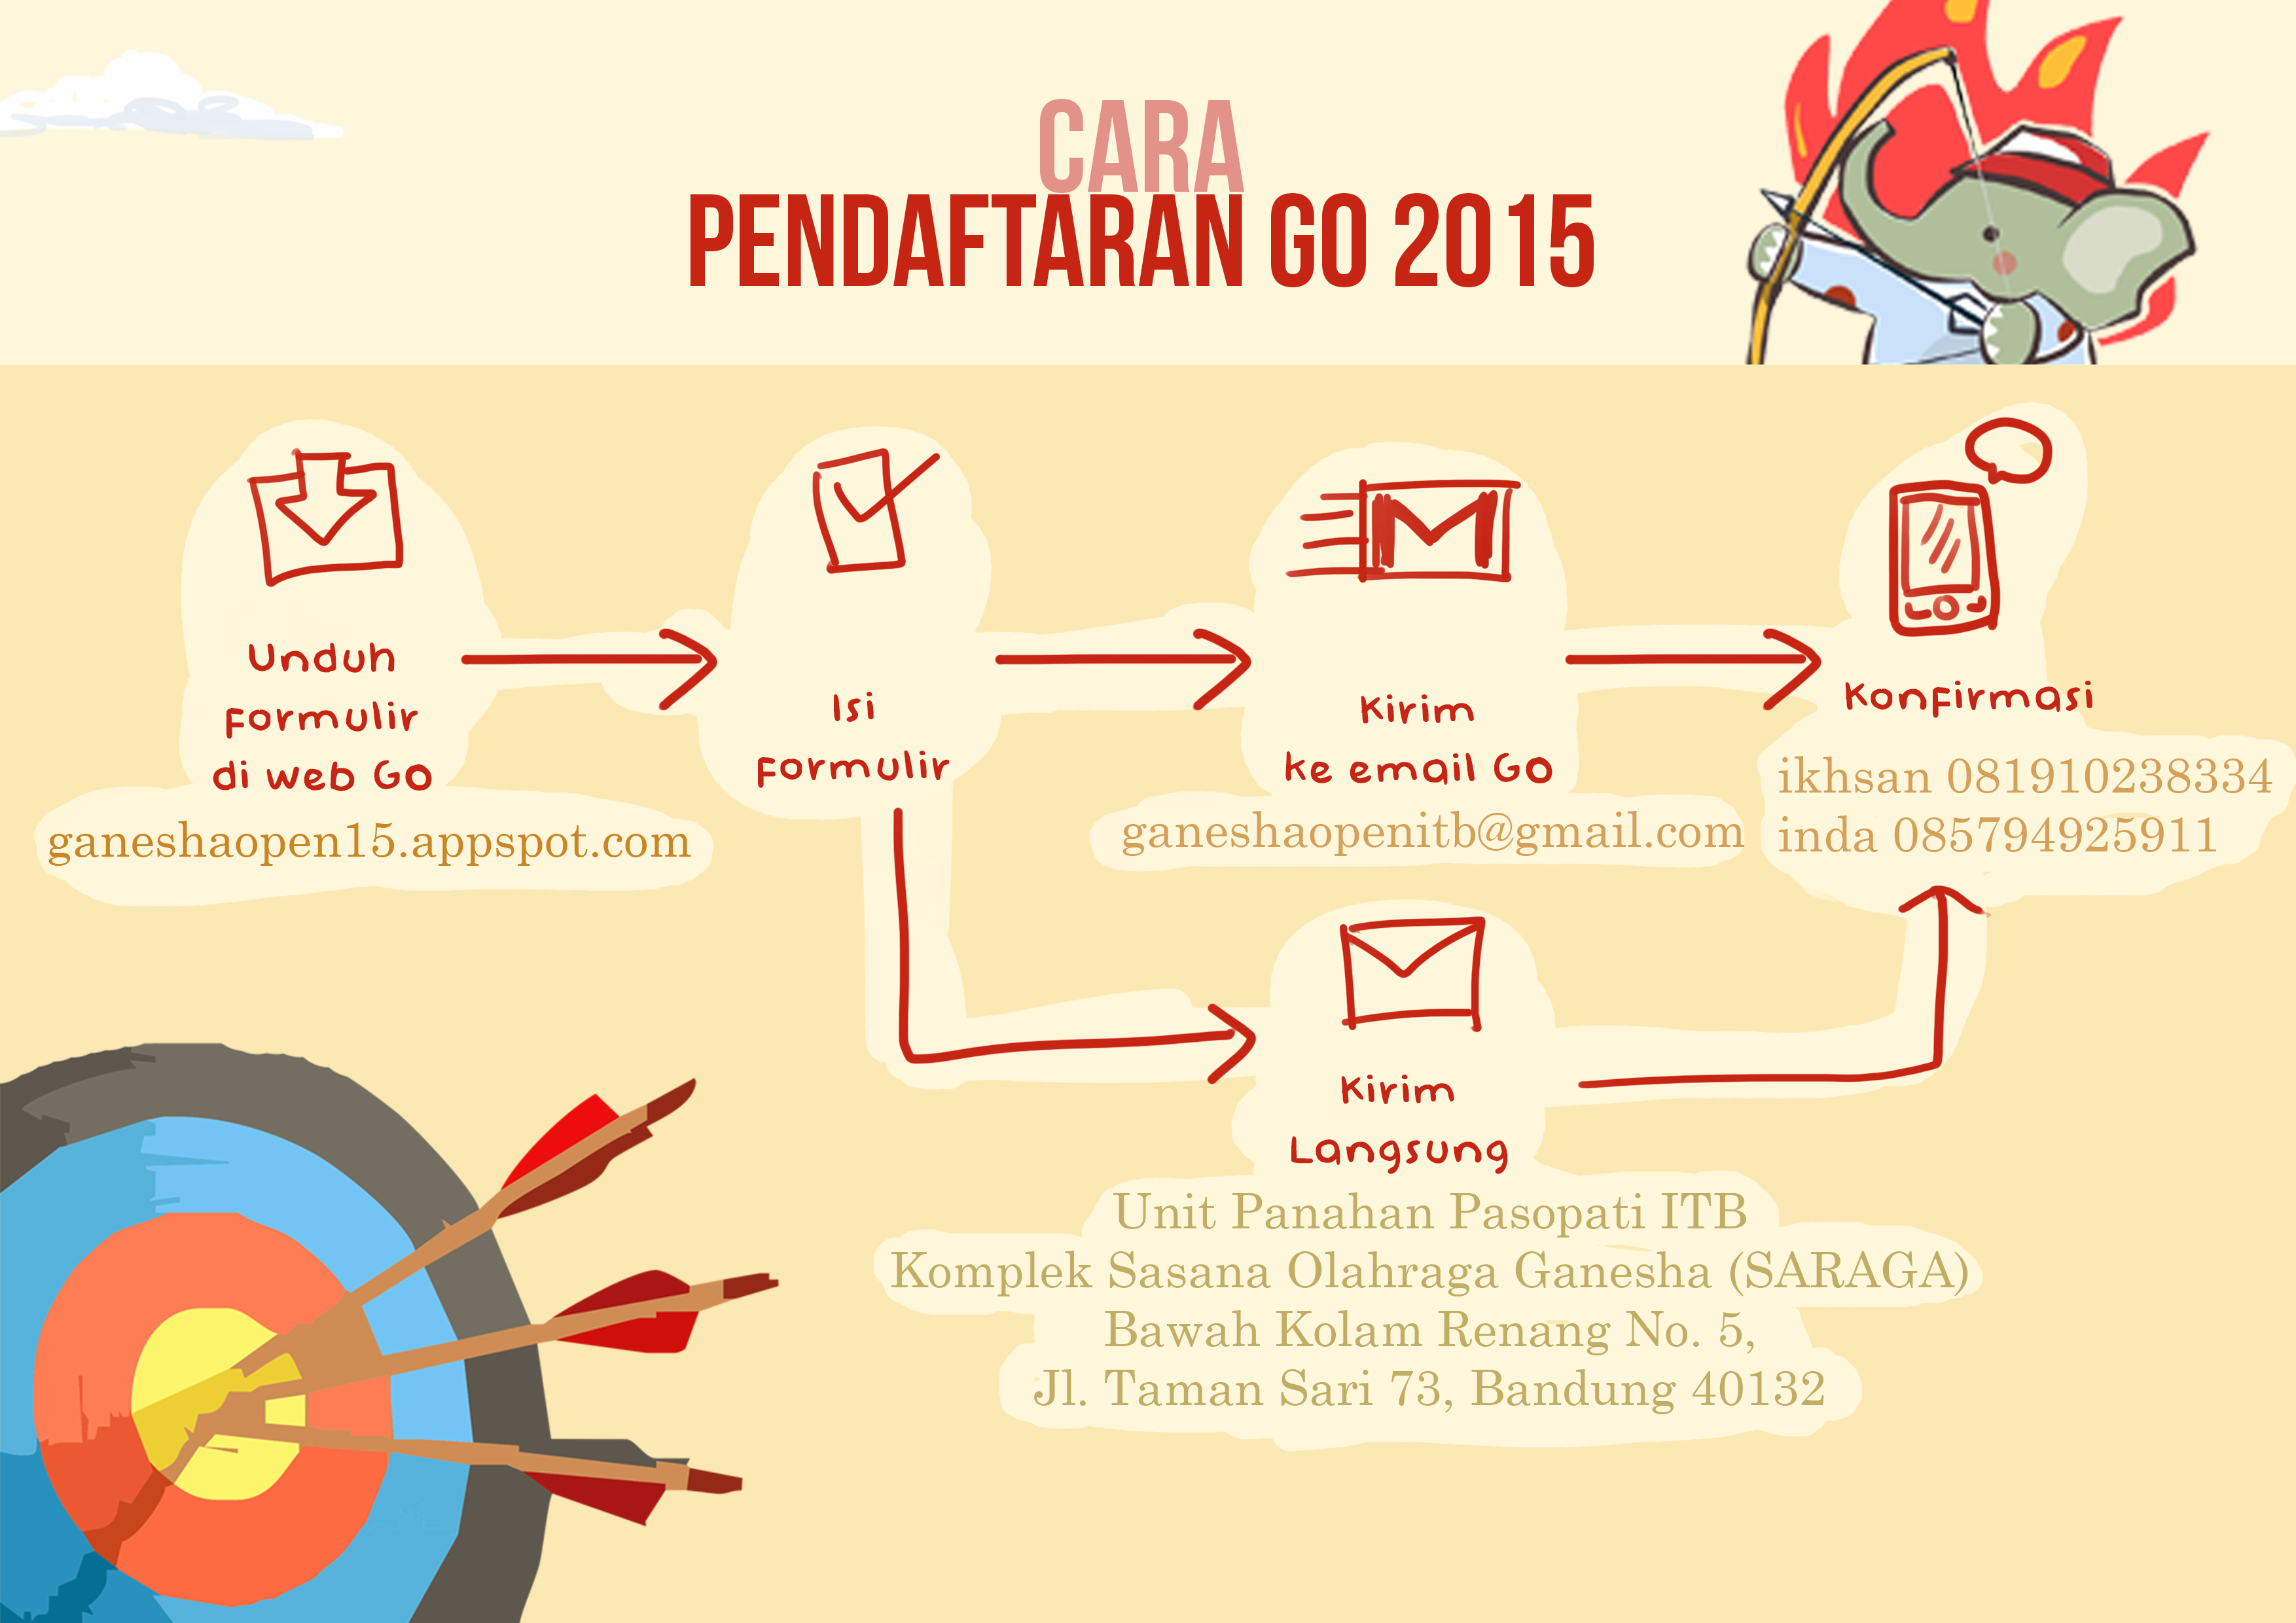 CARA
PENDAFTARAN GO 2015
Unduh
formulir
di web GO
ganeshaopen15.appspot.com
Isi
formulir
Kirim
ke email GO
ganeshaopenitb@gmail.com
Konfirmasi
ikhsan 081910238334
inda 085794925911
Kirim
Langsung
Unit Panahan Pasopati ITB
Komplek Sasana Olahraga Ganesha (SARAGA)
Bawah Kolam Renang No. 5,
Jl. Taman Sari 73, Bandung 40132